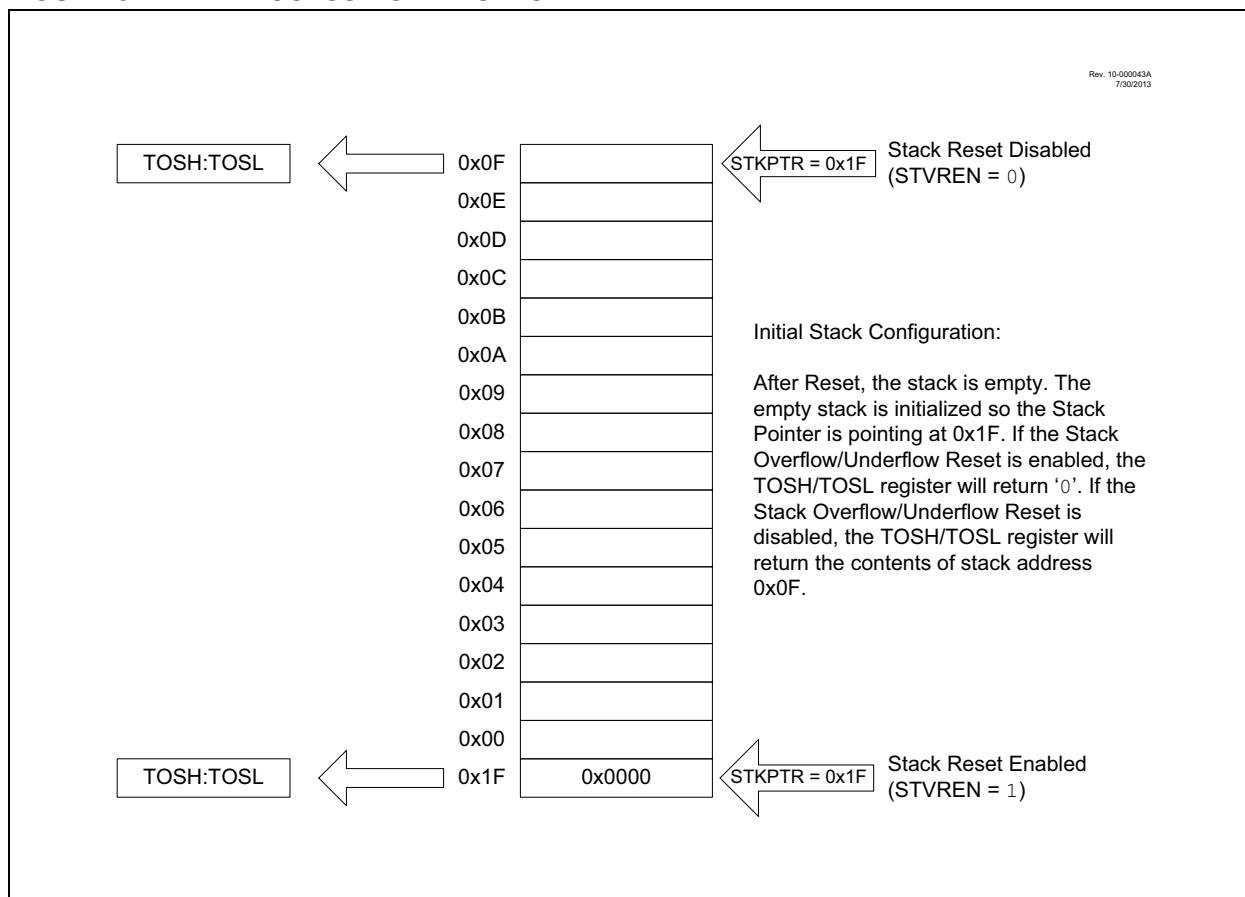 Rev. 10-000043A
7/30/2013
TOSH:TOSL
0x0F
STKPTR = 0x1F
Stack Reset Disabled
(STVREN = 0)
0x0E
0x0D
0x0C
0x0B
0x0A
0x09
0x08
0x07
0x06
0x05
0x04
0x03
0x02
0x01
0x00
Initial Stack Configuration:
After Reset, the stack is empty. The
empty stack is initialized so the Stack
Pointer is pointing at 0x1F. If the Stack
Overflow/Underflow Reset is enabled, the
TOSH/TOSL register will return ‘0’. If the
Stack Overflow/Underflow Reset is
disabled, the TOSH/TOSL register will
return the contents of stack address
0x0F.
TOSH:TOSL
0x1F
0x0000
STKPTR = 0x1F
Stack Reset Enabled
(STVREN = 1)